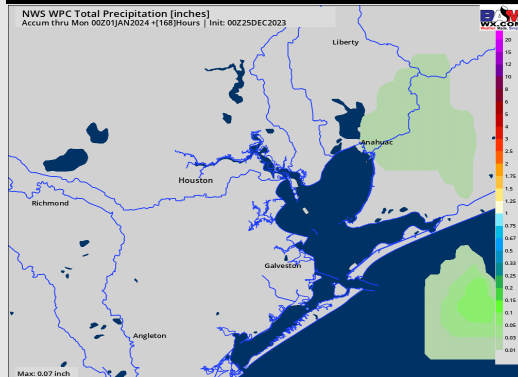 NWS WPC Total Precipitation [inches]
Accum thru Mon 00Z01JAN2024 +[168]Hours | Init: 00Z25DEC2023
WX.COM
Liberty
Anahuac
Houston
Richmond
Galveston
Angleton
Max: 0.07 inch
20
15
12
10
8
6
5
4
3
2.5
2
1.75
1.5
1.25
1
0.75
0.67
0.5
0.33
0.25
0.2
0.15
0.1
0.05
0.03
0.01